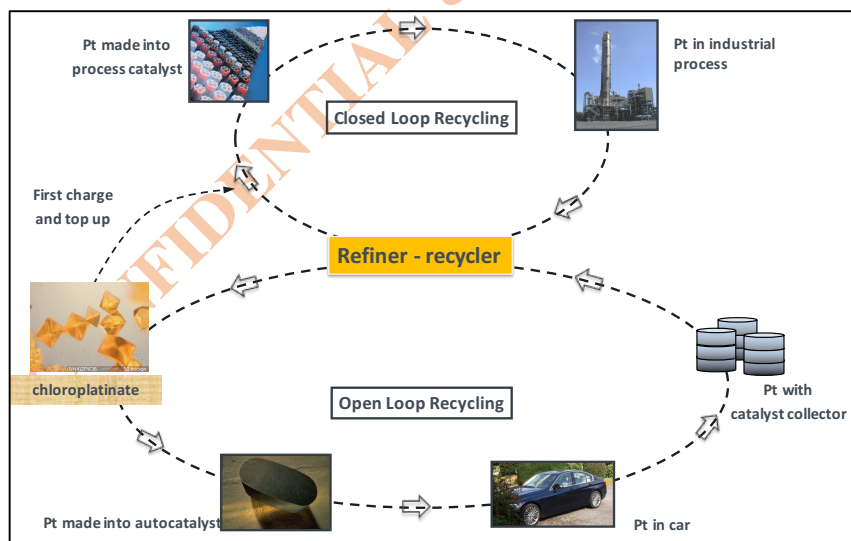 Pt made into
process catalyst
Pt in industrial
process
Closed Loop Recycling
First charge
and top up
Refiner - recycler
chloroplatinate
Open Loop Recycling
Pt with
catalyst collector
Pt made into autocatalyst
Pt in car